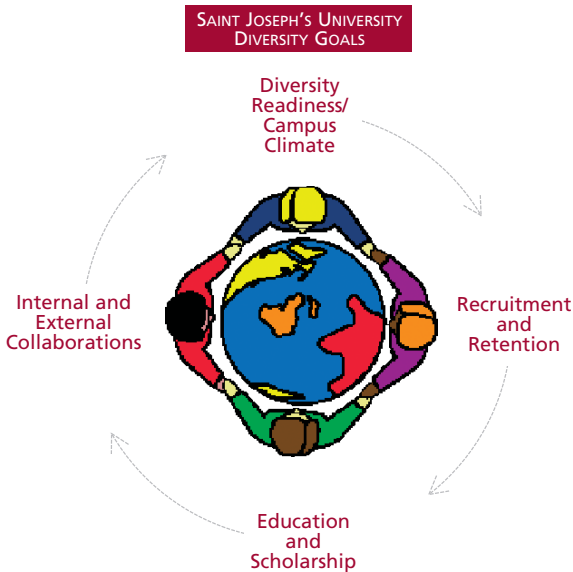 SAINT JOSEPH'S UNIVERSITY
DIVERSITY GOALS
Diversity
Readiness/
Campus
Climate
Recruitment
and
Retention
Education
and
Scholarship
Internal and
External
Collaborations